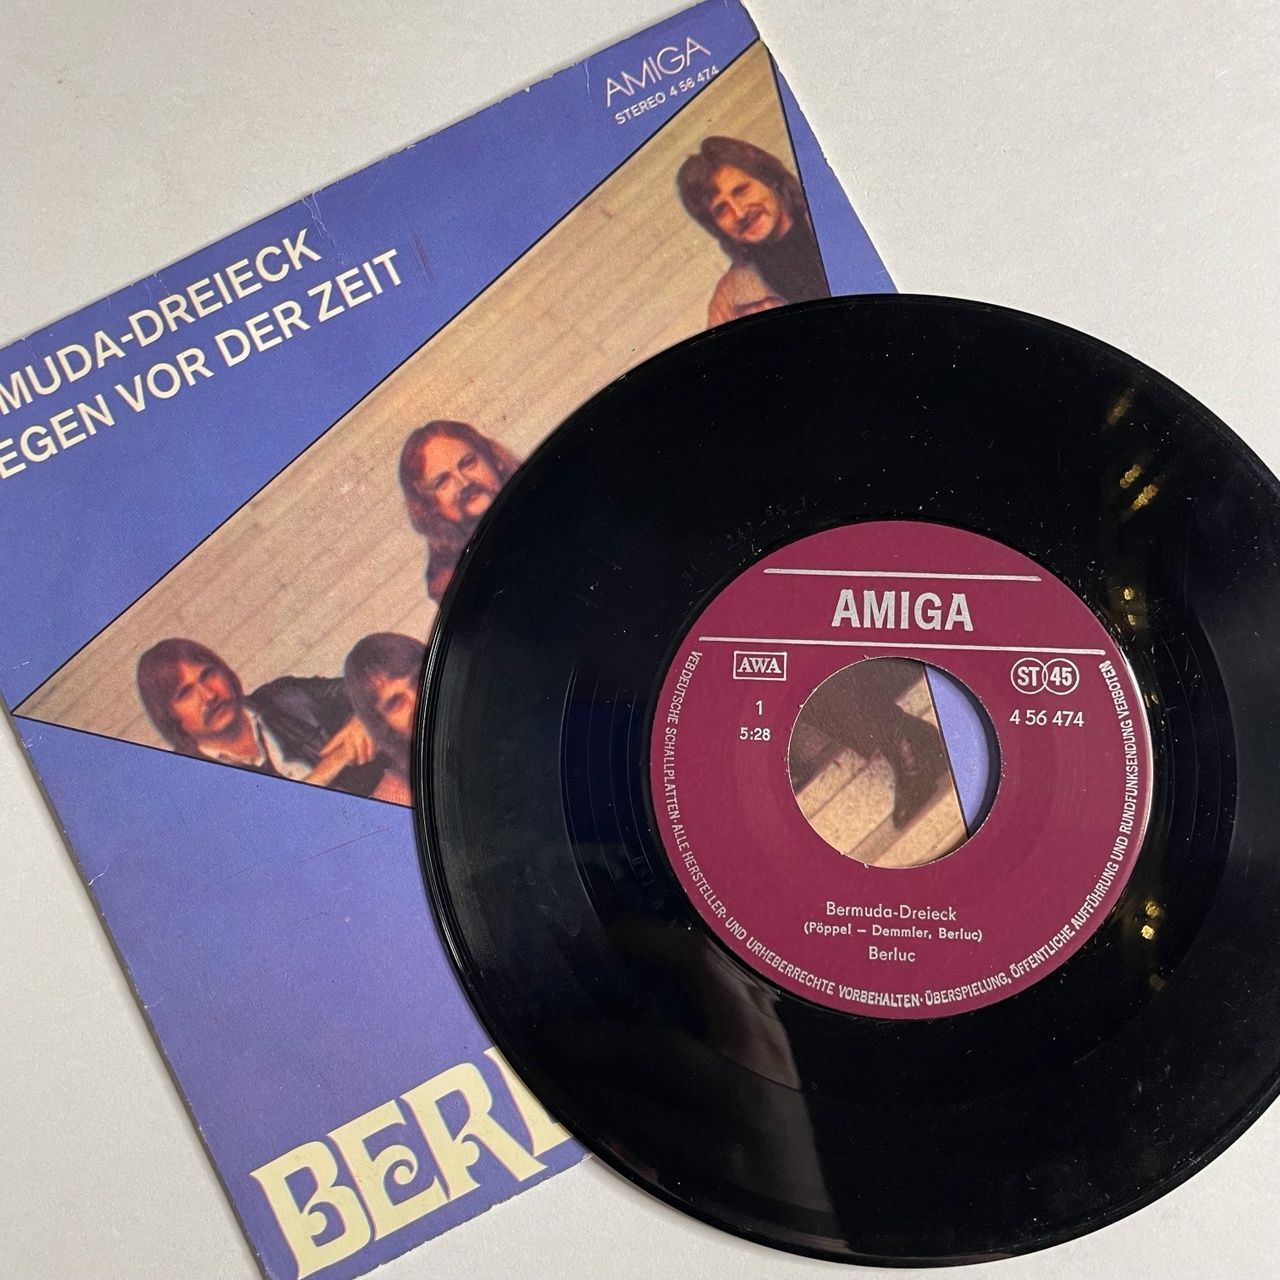 AMIGA
STEREO 4 56 474
MUDA-DREIECK
EGEN VOR DER ZEIT
BER
AMIGA
AWA
ST 45
1
4 56 474
5:28
Bermuda-Dreieck
(Pöppel – Demmler, Berluc)
Berluc
VEB DEUTSCHE SCHALLPLATTEN · ALLE HERSTELLER- UND URHEBERRECHTE VORBEHALTEN · ÜBERSPIELUNG, ÖFFENTLICHE AUFFÜHRUNG UND RUNDFUNKSENDUNG VERBOTEN